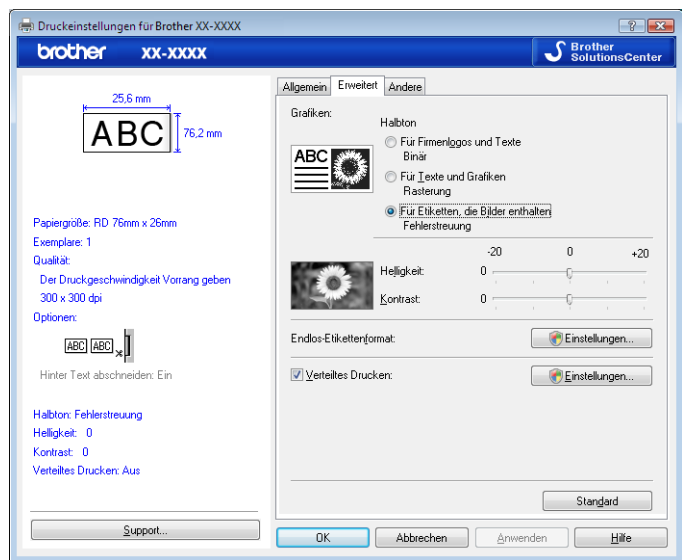 Druckeinstellungen für Brother XX-XXXX
brother XX-XXXX
Brother
SolutionsCenter
25,6 mm
ABC
76,2 mm
Papiergröße: RD 76mm x 26mm
Exemplare: 1
Qualität:
Der Druckgeschwindigkeit Vorrang geben
300 x 300 dpi
Optionen:
ABC ABC
Hinter Text abschneiden: Ein
Halbton: Fehlerstreuung
Helligkeit: 0
Kontrast: 0
Verteiltes Drucken: Aus
Support...
Allgemein Erweitert Andere
Grafiken:
ABC
Halbton
Für Firmenlogos und Texte
Binär
Für Texte und Grafiken
Rasterung
Für Etiketten, die Bilder enthalten
Fehlerstreuung
-20 0 +20
Helligkeit: 0
Kontrast: 0
Endlos-Etikettenformat: Einstellungen...
Verteiltes Drucken: Einstellungen...
Standard
OK Abbrechen Anwenden Hilfe